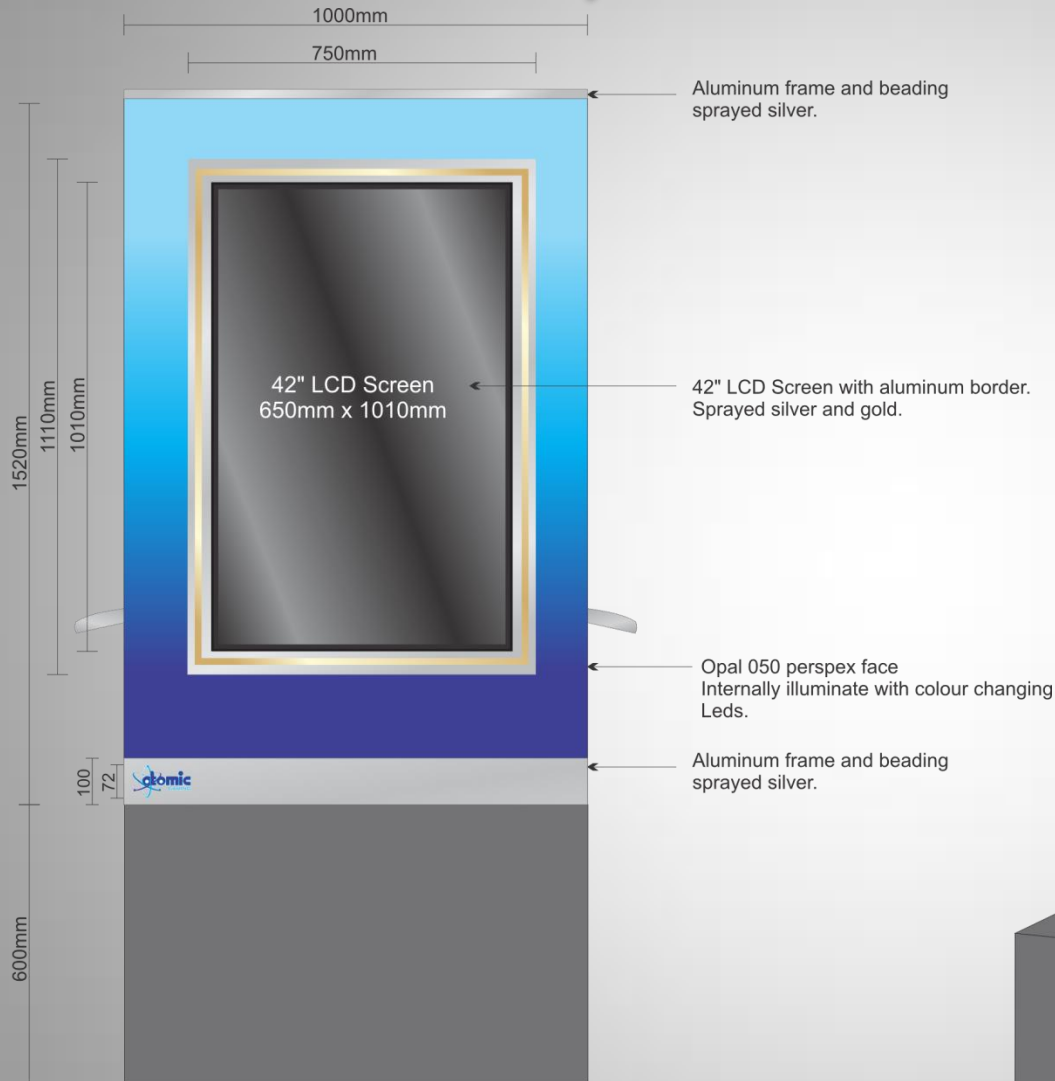 1000mm
750mm
Aluminum frame and beading
sprayed silver.
1520mm
1110mm
1010mm
42" LCD Screen
650mm x 1010mm
42" LCD Screen with aluminum border.
Sprayed silver and gold.
Opal 050 perspex face
Internally illuminate with colour changing
Leds.
Aluminum frame and beading
sprayed silver.
100
72
atomic
600mm